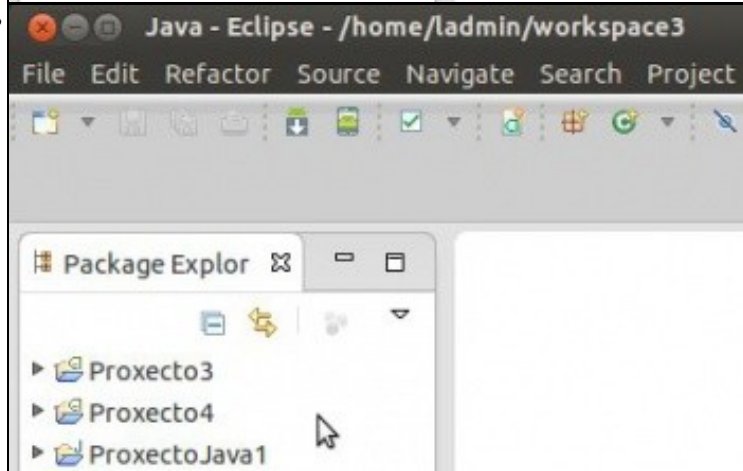 Java - Eclipse - /home/ladmin/workspace3
File Edit Refactor Source Navigate Search Project
Package Explor
Proxecto3
Proxecto4
ProxectoJava1